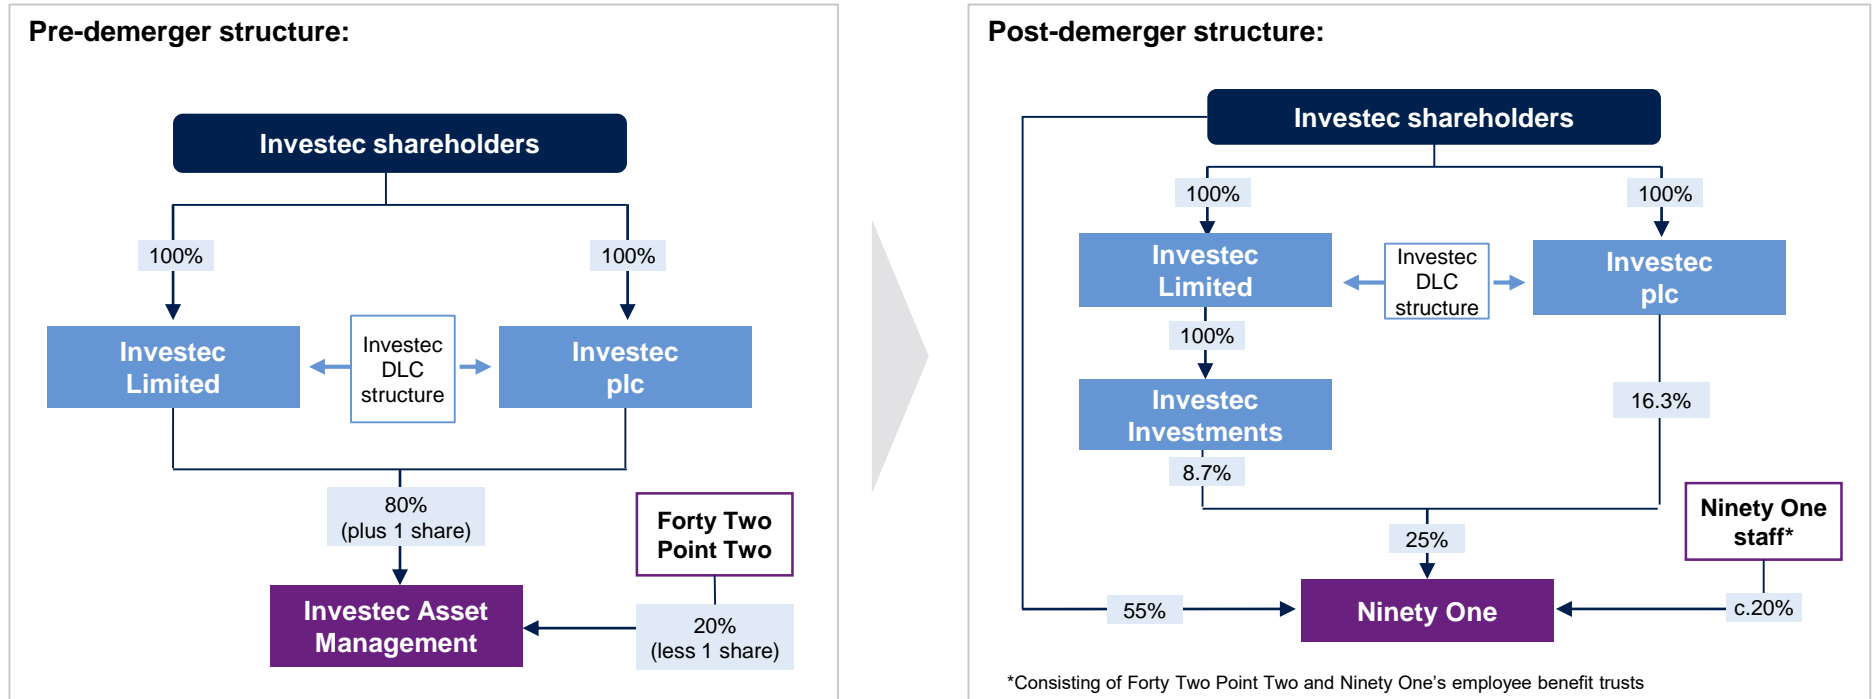 Pre-demerger structure:
Investec shareholders
100%
100%
Investec
Limited
Investec
DLC
structure
Investec
plc
80%
(plus 1 share)
Forty Two
Point Two
Investec Asset
Management
20%
(less 1 share)
Post-demerger structure:
Investec shareholders
100%
100%
Investec
Limited
Investec
DLC
structure
Investec
plc
100%
Investec
Investments
16.3%
8.7%
25%
Ninety One
staff*
55%
Ninety One
c.20%
*Consisting of Forty Two Point Two and Ninety One's employee benefit trusts